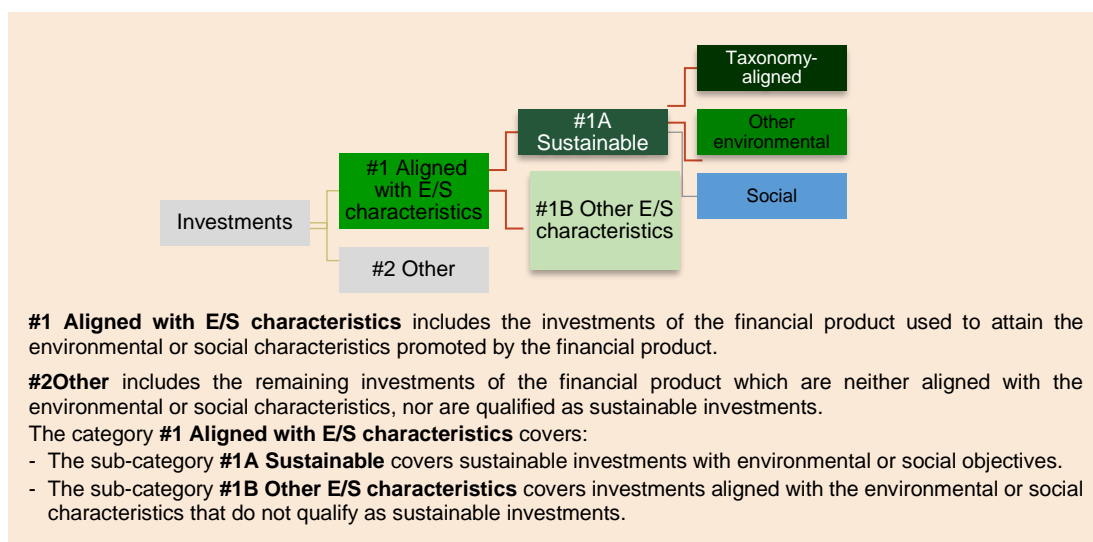 Taxonomy-
aligned
#1A
Sustainable
Other
environmental
#1 Aligned
with E/S
characteristics
Social
#1B Other E/S
characteristics
Investments
#2 Other
#1 Aligned with E/S characteristics includes the investments of the financial product used to attain the
environmental or social characteristics promoted by the financial product.
#2Other includes the remaining investments of the financial product which are neither aligned with the
environmental or social characteristics, nor are qualified as sustainable investments.
The category #1 Aligned with E/S characteristics covers:
- The sub-category #1A Sustainable covers sustainable investments with environmental or social objectives.
- The sub-category #1B Other E/S characteristics covers investments aligned with the environmental or social
characteristics that do not qualify as sustainable investments.